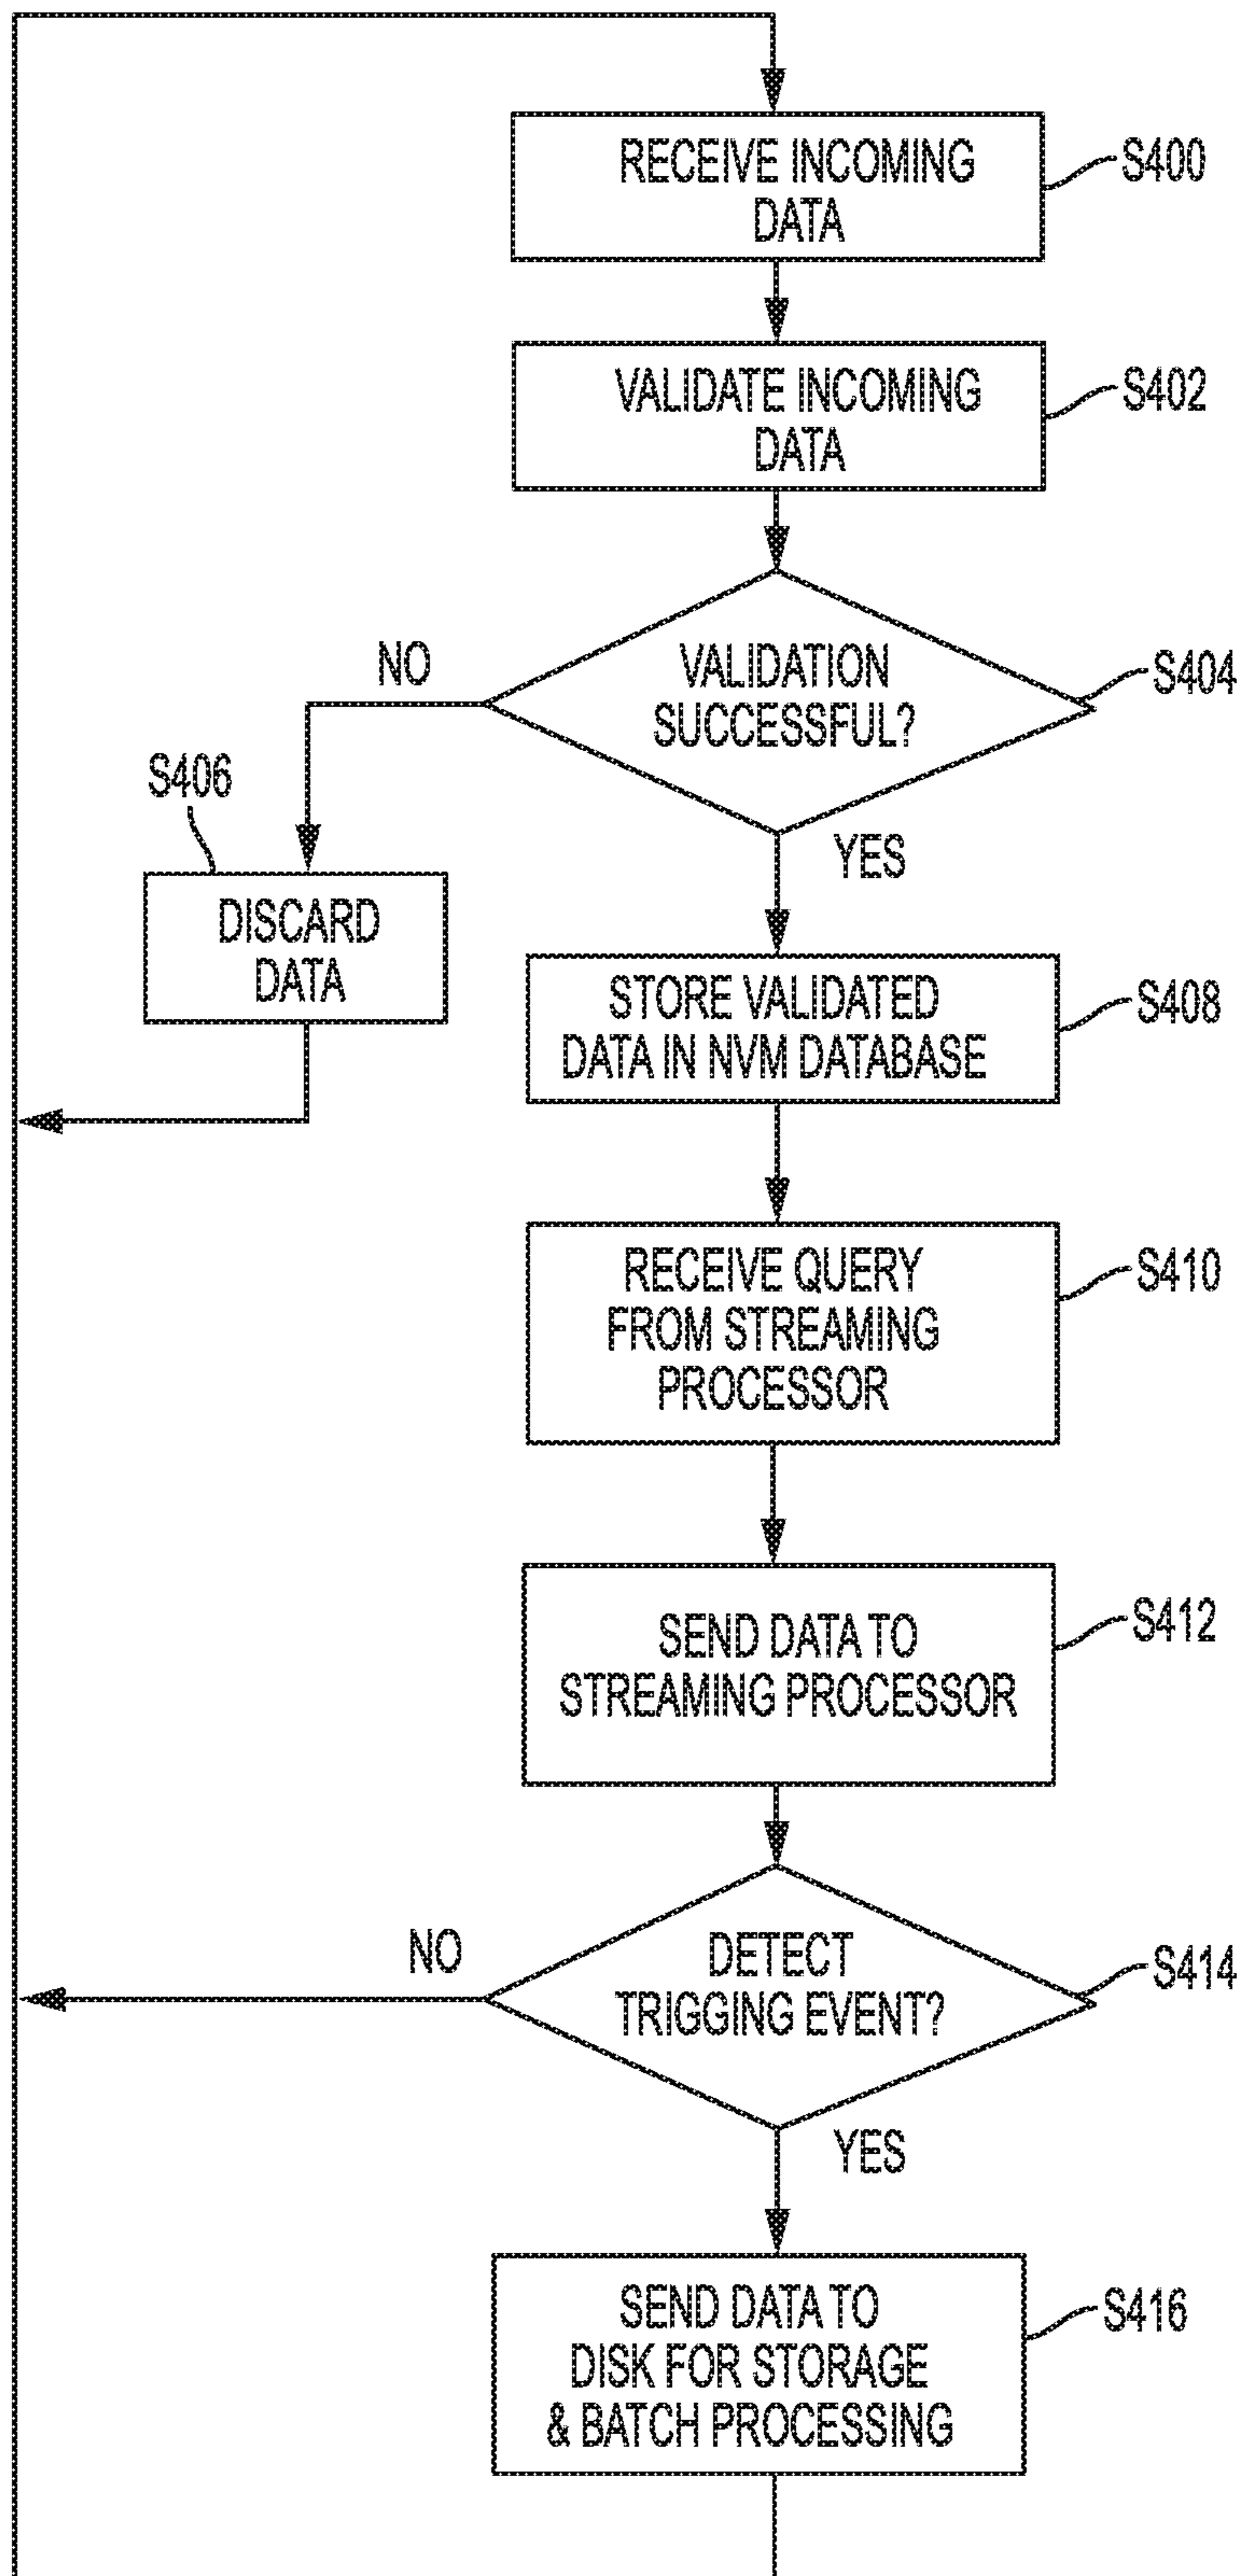 RECEIVE INCOMING
DATA
S400
VALIDATE INCOMING
DATA
S402
NO
VALIDATION
SUCCESSFUL?
S404
S406
YES
DISCARD
DATA
STORE VALIDATED
DATA IN NVM DATABASE
S408
RECEIVE QUERY
FROM STREAMING
PROCESSOR
S410
SEND DATA TO
STREAMING PROCESSOR
S412
NO
DETECT
TRIGGING EVENT?
S414
YES
SEND DATA TO
DISK FOR STORAGE
& BATCH PROCESSING
S416